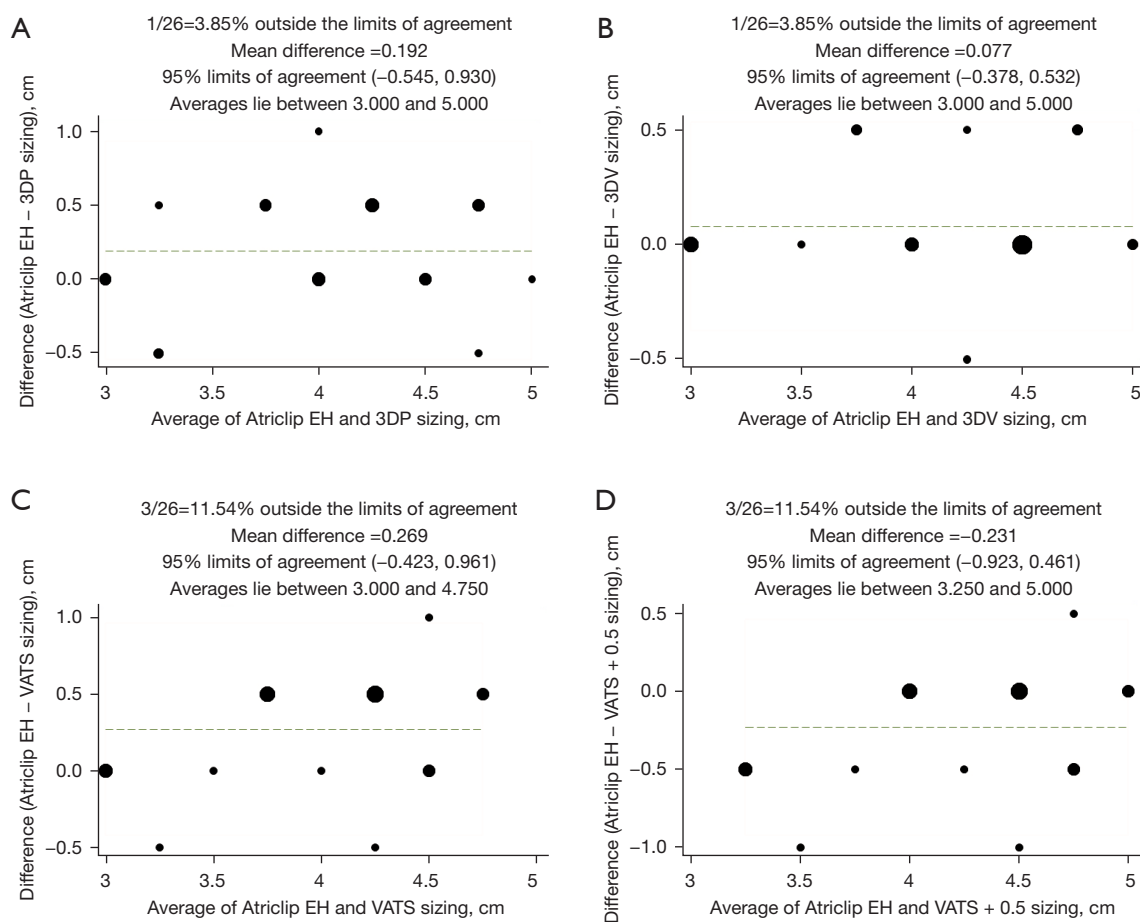 A
1/26=3.85% outside the limits of agreement
Mean difference =0.192
95% limits of agreement (−0.545, 0.930)
Averages lie between 3.000 and 5.000
Difference (Atriclip EH − 3DP sizing), cm
1.0
0.5
0.0
−0.5
3 3.5 4 4.5 5
Average of Atriclip EH and 3DP sizing, cm
B
1/26=3.85% outside the limits of agreement
Mean difference =0.077
95% limits of agreement (−0.378, 0.532)
Averages lie between 3.000 and 5.000
Difference (Atriclip EH − 3DV sizing), cm
0.5
0.0
−0.5
3 3.5 4 4.5 5
Average of Atriclip EH and 3DV sizing, cm
C
3/26=11.54% outside the limits of agreement
Mean difference =0.269
95% limits of agreement (−0.423, 0.961)
Averages lie between 3.000 and 4.750
Difference (Atriclip EH − VATS sizing), cm
1.0
0.5
0.0
−0.5
3 3.5 4 4.5 5
Average of Atriclip EH and VATS sizing, cm
D
3/26=11.54% outside the limits of agreement
Mean difference =−0.231
95% limits of agreement (−0.923, 0.461)
Averages lie between 3.250 and 5.000
Difference (Atriclip EH − VATS + 0.5 sizing), cm
0.5
0.0
−0.5
−1.0
3 3.5 4 4.5 5
Average of Atriclip EH and VATS + 0.5 sizing, cm